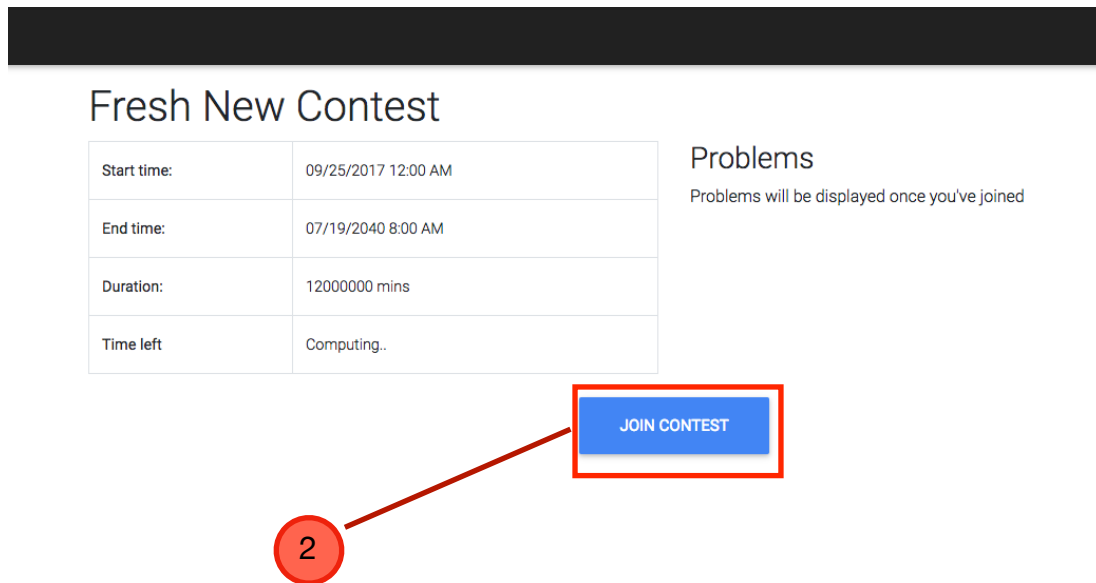 Fresh New Contest
Start time: 09/25/2017 12:00 AM
End time: 07/19/2040 8:00 AM
Duration: 12000000 mins
Time left Computing..
Problems
Problems will be displayed once you've joined
JOIN CONTEST
2